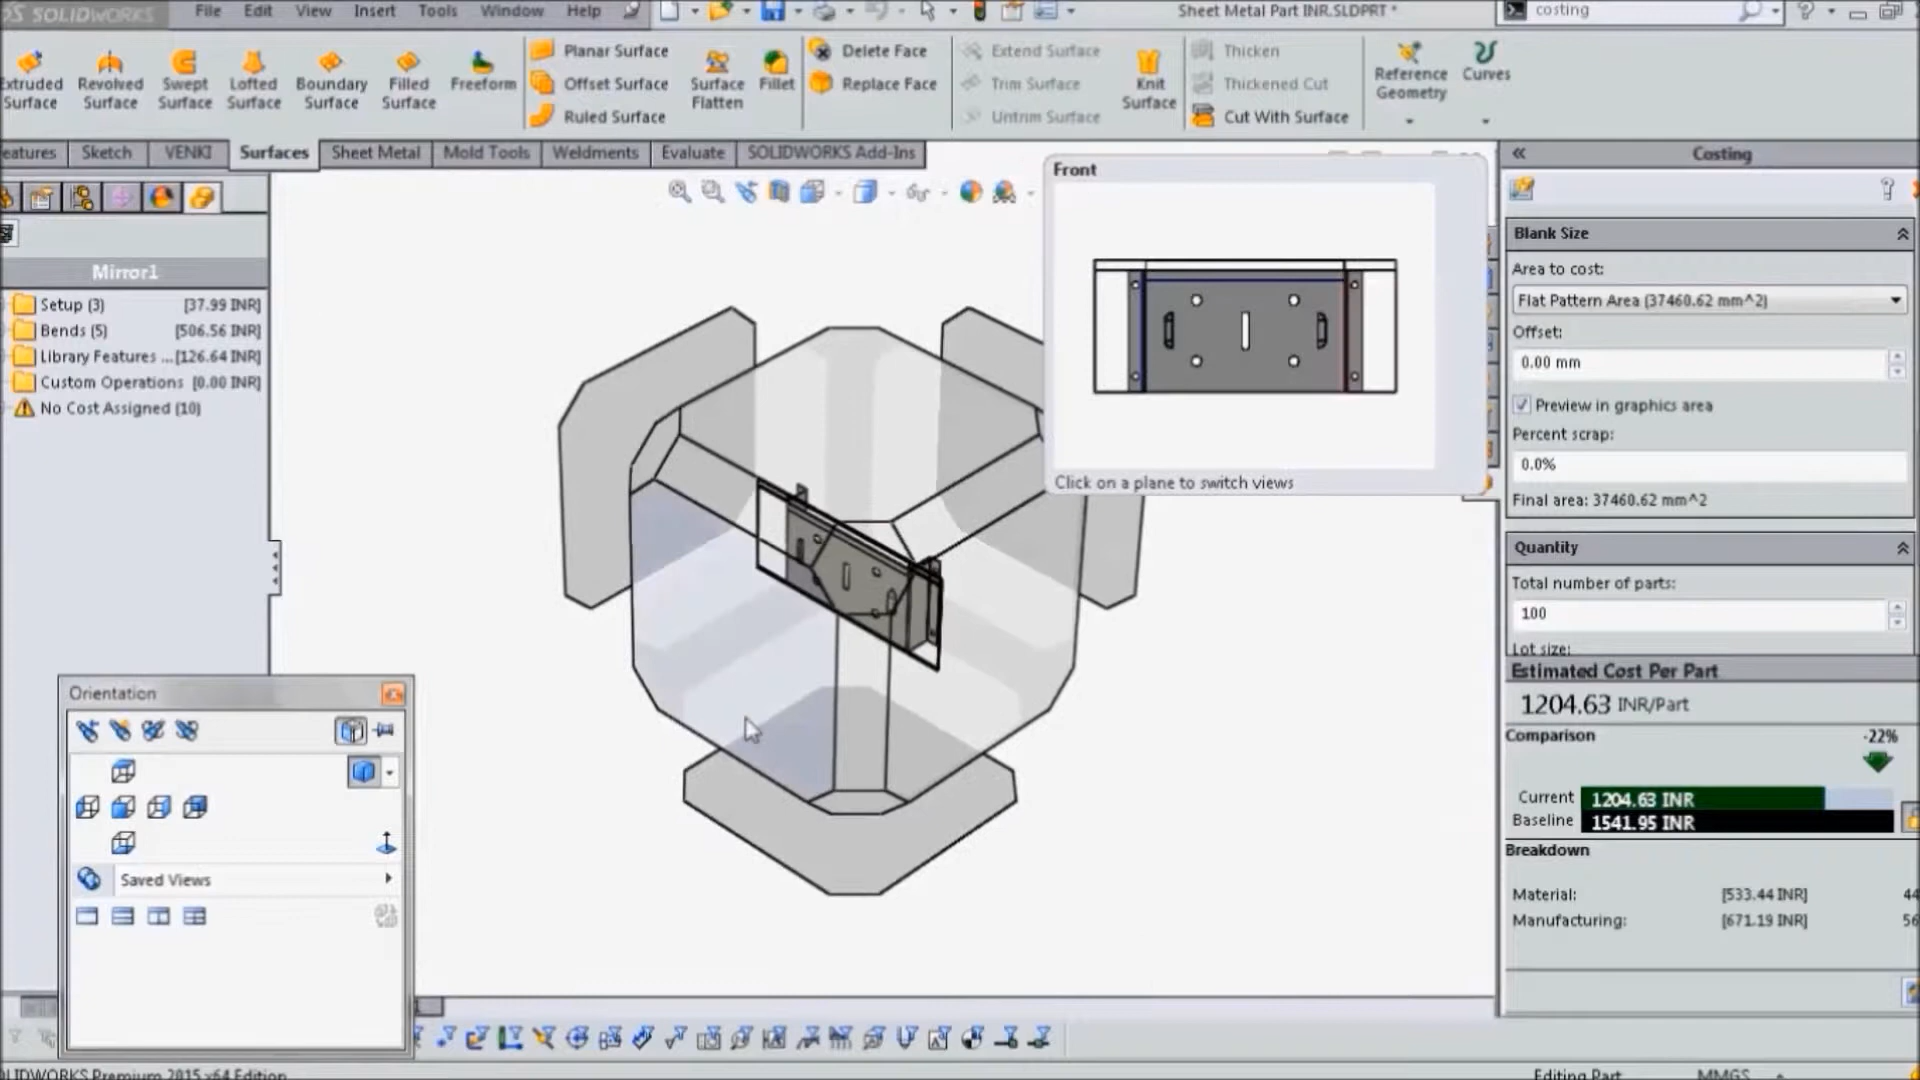 SOLIDWORKS
File Edit View Insert Tools Window Help
Sheet Metal Part INR.SLDPRT *
costing
Extruded Surface
Revolved Surface
Swept Surface
Lofted Surface
Boundary Surface
Filled Surface
Freeform
Planar Surface
Offset Surface
Ruled Surface
Surface Flatten
Fillet
Delete Face
Replace Face
Extend Surface
Trim Surface
Untrim Surface
Knit Surface
Thicken
Thickened Cut
Cut With Surface
Reference Geometry
Curves
eatures Sketch VENKI Surfaces Sheet Metal Mold Tools Weldments Evaluate SOLIDWORKS Add-Ins
Mirror1
Setup (3) [37.99 INR]
Bends (5) [506.56 INR]
Library Features ...[126.64 INR]
Custom Operations [0.00 INR]
No Cost Assigned (10)
Front
Click on a plane to switch views
Orientation
Saved Views
Costing
Blank Size
Area to cost:
Flat Pattern Area (37460.62 mm^2)
Offset:
0.00 mm
Preview in graphics area
Percent scrap:
0.0%
Final area: 37460.62 mm^2
Quantity
Total number of parts:
100
Lot size:
Estimated Cost Per Part
1204.63 INR/Part
Comparison -22%
Current 1204.63 INR
Baseline 1541.95 INR
Breakdown
Material: [533.44 INR] 44
Manufacturing: [671.19 INR] 56
OLIDWORKS Premium 2015 x64 Edition
Editing Part MMGS